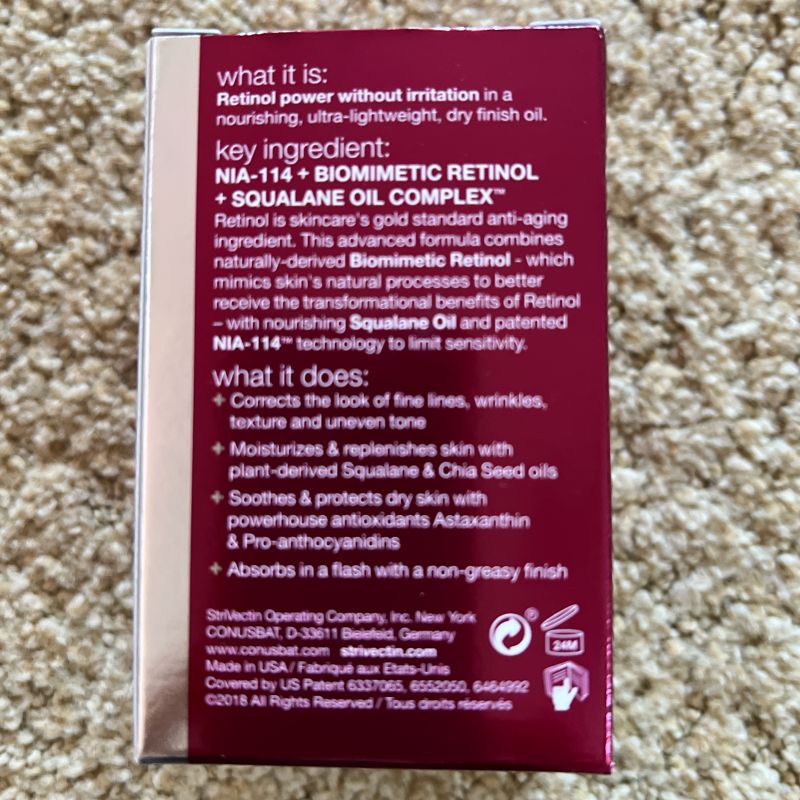 what it is:
Retinol power without irritation in a
nourishing, ultra-lightweight, dry finish oil.
key ingredient:
NIA-114 + BIOMIMETIC RETINOL
+ SQUALANE OIL COMPLEX™
Retinol is skincare's gold standard anti-aging
ingredient. This advanced formula combines
naturally-derived Biomimetic Retinol - which
mimics skin's natural processes to better
receive the transformational benefits of Retinol
– with nourishing Squalane Oil and patented
NIA-114™ technology to limit sensitivity.
what it does:
+ Corrects the look of fine lines, wrinkles,
texture and uneven tone
+ Moisturizes & replenishes skin with
plant-derived Squalane & Chia Seed oils
+ Soothes & protects dry skin with
powerhouse antioxidants Astaxanthin
& Pro-anthocyanidins
+ Absorbs in a flash with a non-greasy finish
StriVectin Operating Company, Inc. New York
CONUSBAT, D-33611 Bielefeld, Germany
www.conusbat.com strivectin.com
Made in USA / Fabriqué aux Etats-Unis
Covered by US Patent 6337065, 6552050, 6464992
©2018 All Rights Reserved / Tous droits réservés
®
24M